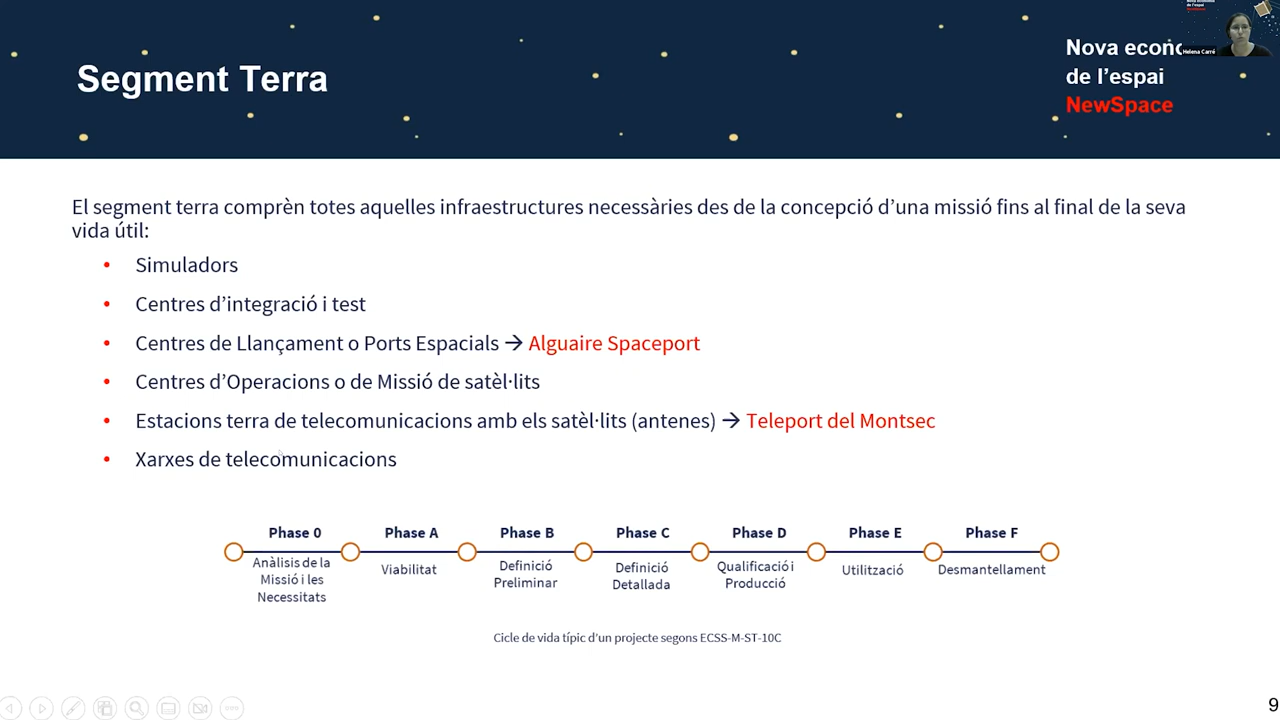 Segment Terra
Nova econo
de l'espai
NewSpace
Helena Carré
El segment terra comprèn totes aquelles infraestructures necessàries des de la concepció d'una missió fins al final de la seva
vida útil:
• Simuladors
• Centres d'integració i test
• Centres de Llançament o Ports Espacials → Alguaire Spaceport
• Centres d'Operacions o de Missió de satèl·lits
• Estacions terra de telecomunicacions amb els satèl·lits (antenes) → Teleport del Montsec
• Xarxes de telecomunicacions
Phase 0 Phase A Phase B Phase C Phase D Phase E Phase F
Anàlisis de la
Missió i les
Necessitats
Viabilitat
Definició
Preliminar
Definició
Detallada
Qualificació i
Producció
Utilització
Desmantellament
Cicle de vida típic d'un projecte segons ECSS-M-ST-10C
9